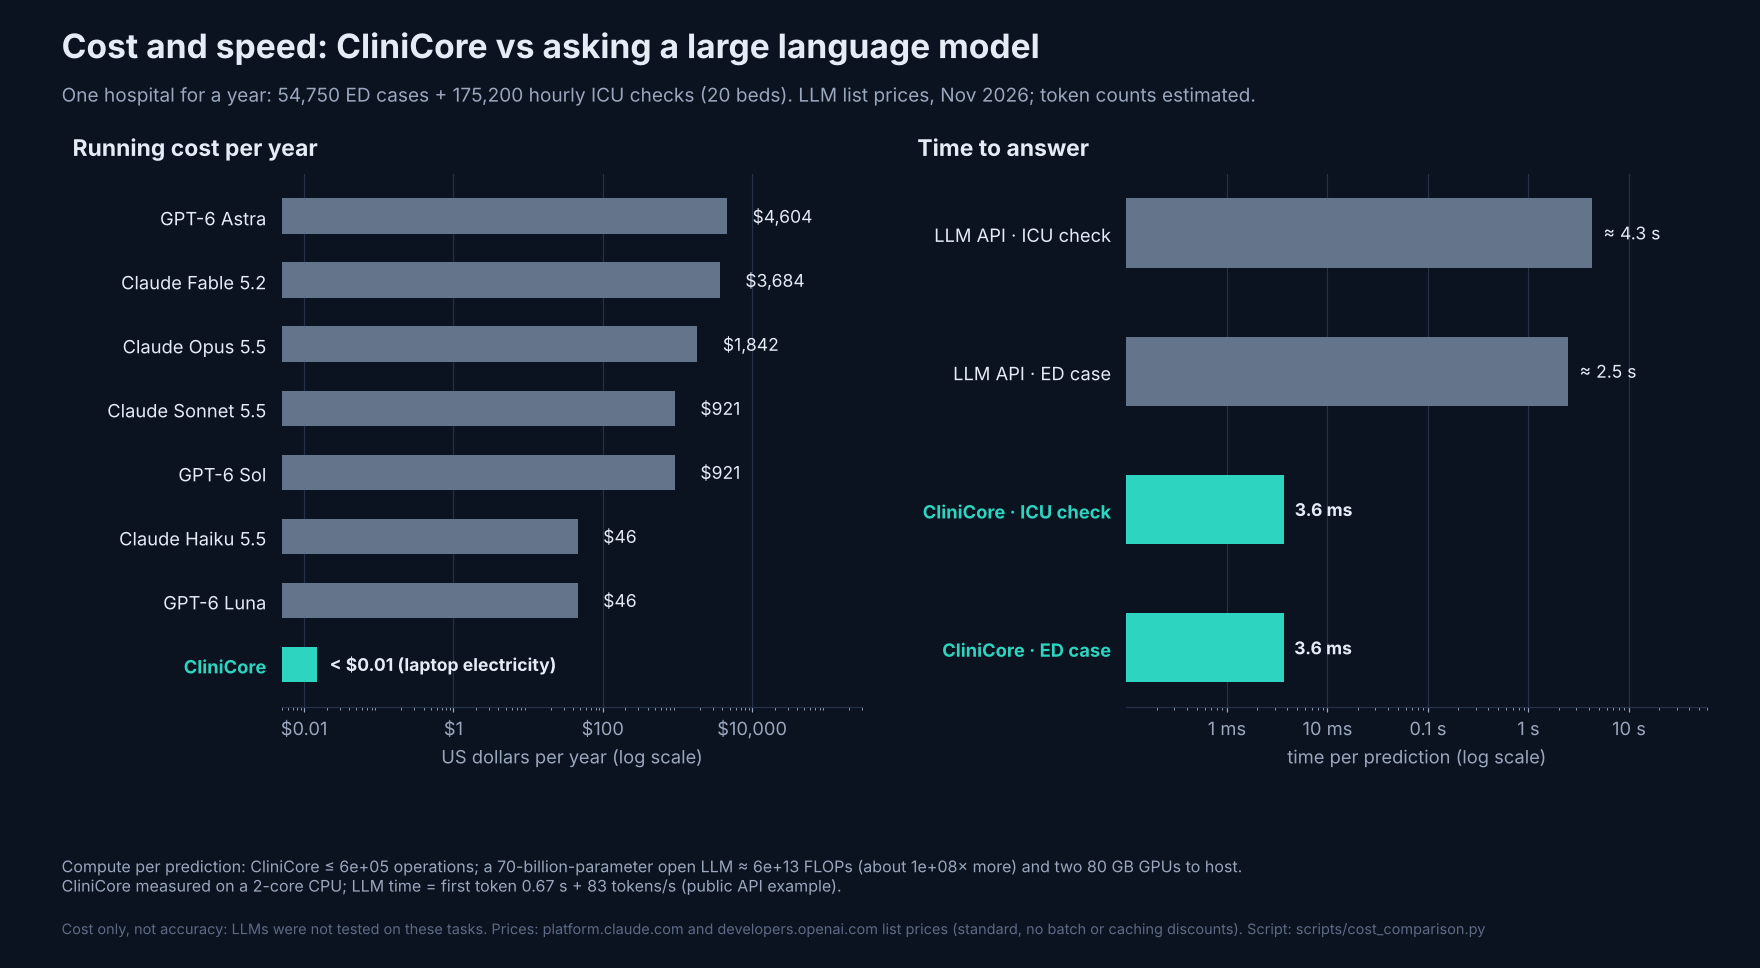 Cost and speed: CliniCore vs asking a large language model
One hospital for a year: 54,750 ED cases + 175,200 hourly ICU checks (20 beds). LLM list prices, Nov 2026; token counts estimated.
Running cost per year
GPT-6 Astra
$4,604
Claude Fable 5.2
$3,684
Claude Opus 5.5
$1,842
Claude Sonnet 5.5
$921
GPT-6 Sol
$921
Claude Haiku 5.5
$46
GPT-6 Luna
$46
CliniCore
< $0.01 (laptop electricity)
$0.01
$1
$100
$10,000
US dollars per year (log scale)
Time to answer
LLM API · ICU check
≈ 4.3 s
LLM API · ED case
≈ 2.5 s
CliniCore · ICU check
3.6 ms
CliniCore · ED case
3.6 ms
1 ms
10 ms
0.1 s
1 s
10 s
time per prediction (log scale)
Compute per prediction: CliniCore ≤ 6e+05 operations; a 70-billion-parameter open LLM ≈ 6e+13 FLOPs (about 1e+08× more) and two 80 GB GPUs to host.
CliniCore measured on a 2-core CPU; LLM time = first token 0.67 s + 83 tokens/s (public API example).
Cost only, not accuracy: LLMs were not tested on these tasks. Prices: platform.claude.com and developers.openai.com list prices (standard, no batch or caching discounts). Script: scripts/cost_comparison.py